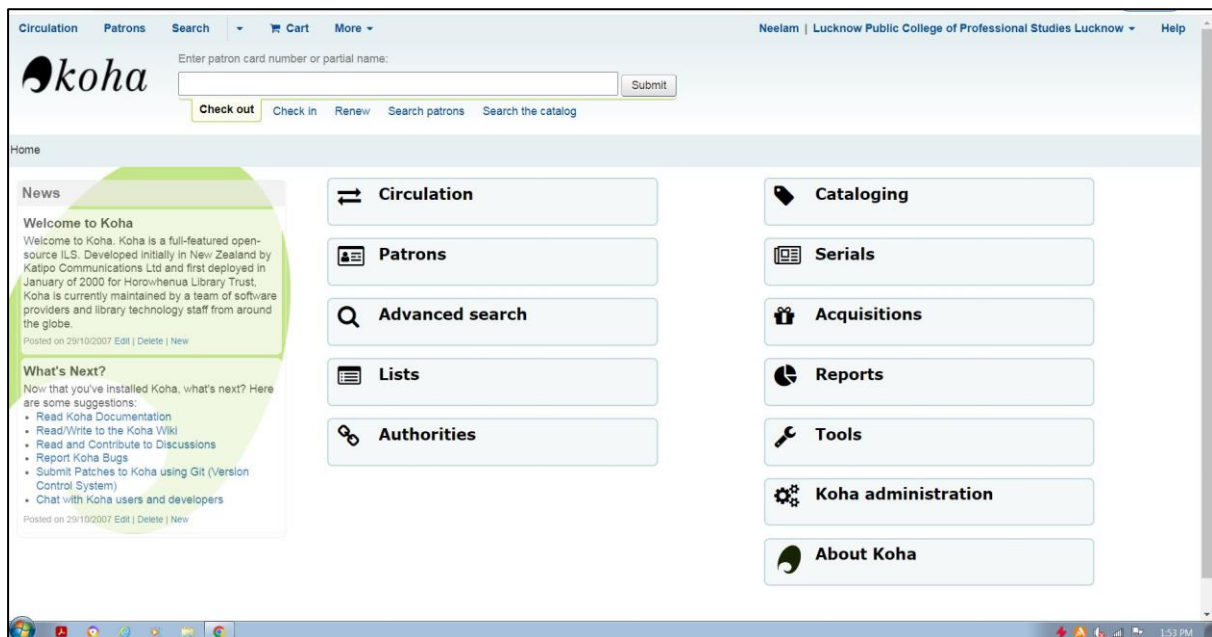 Circulation Patrons Search Cart More Neelam | Lucknow Public College of Professional Studies Lucknow Help
koha
Enter patron card number or partial name:
Submit
Check out Check in Renew Search patrons Search the catalog
Home
News
Welcome to Koha
Welcome to Koha. Koha is a full-featured open-
source ILS. Developed initially in New Zealand by
Katipo Communications Ltd and first deployed in
January of 2000 for Horowhenua Library Trust,
Koha is currently maintained by a team of software
providers and library technology staff from around
the globe.
Posted on 29/10/2007 Edit | Delete | New
What's Next?
Now that you've installed Koha, what's next? Here
are some suggestions:
• Read Koha Documentation
• Read/Write to the Koha Wiki
• Read and Contribute to Discussions
• Report Koha Bugs
• Submit Patches to Koha using Git (Version
Control System)
• Chat with Koha users and developers
Posted on 29/10/2007 Edit | Delete | New
Circulation
Patrons
Advanced search
Lists
Authorities
Cataloging
Serials
Acquisitions
Reports
Tools
Koha administration
About Koha
1:53 PM